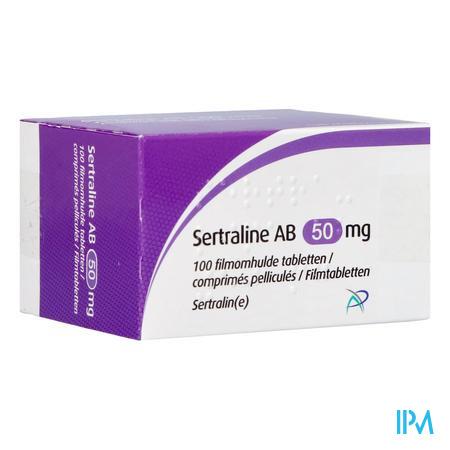 Sertraline AB 50 mg
100 filmomhulde tabletten /
comprimés pelliculés / Filmtabletten
Sertraline AB 50 mg
100 filmomhulde tabletten /
comprimés pelliculés / Filmtabletten
Sertralin(e)
IPM